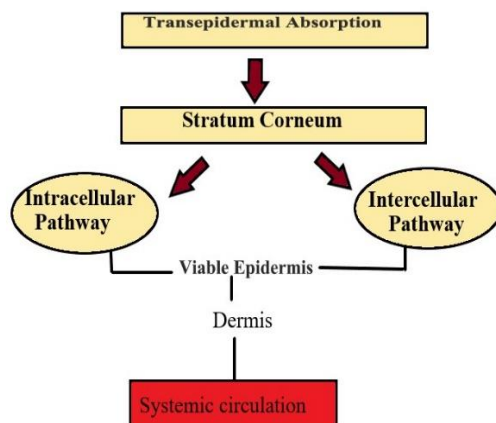 Transepidermal Absorption
Stratum Corneum
Intracellular
Pathway
Intercellular
Pathway
Viable Epidermis
Dermis
Systemic circulation